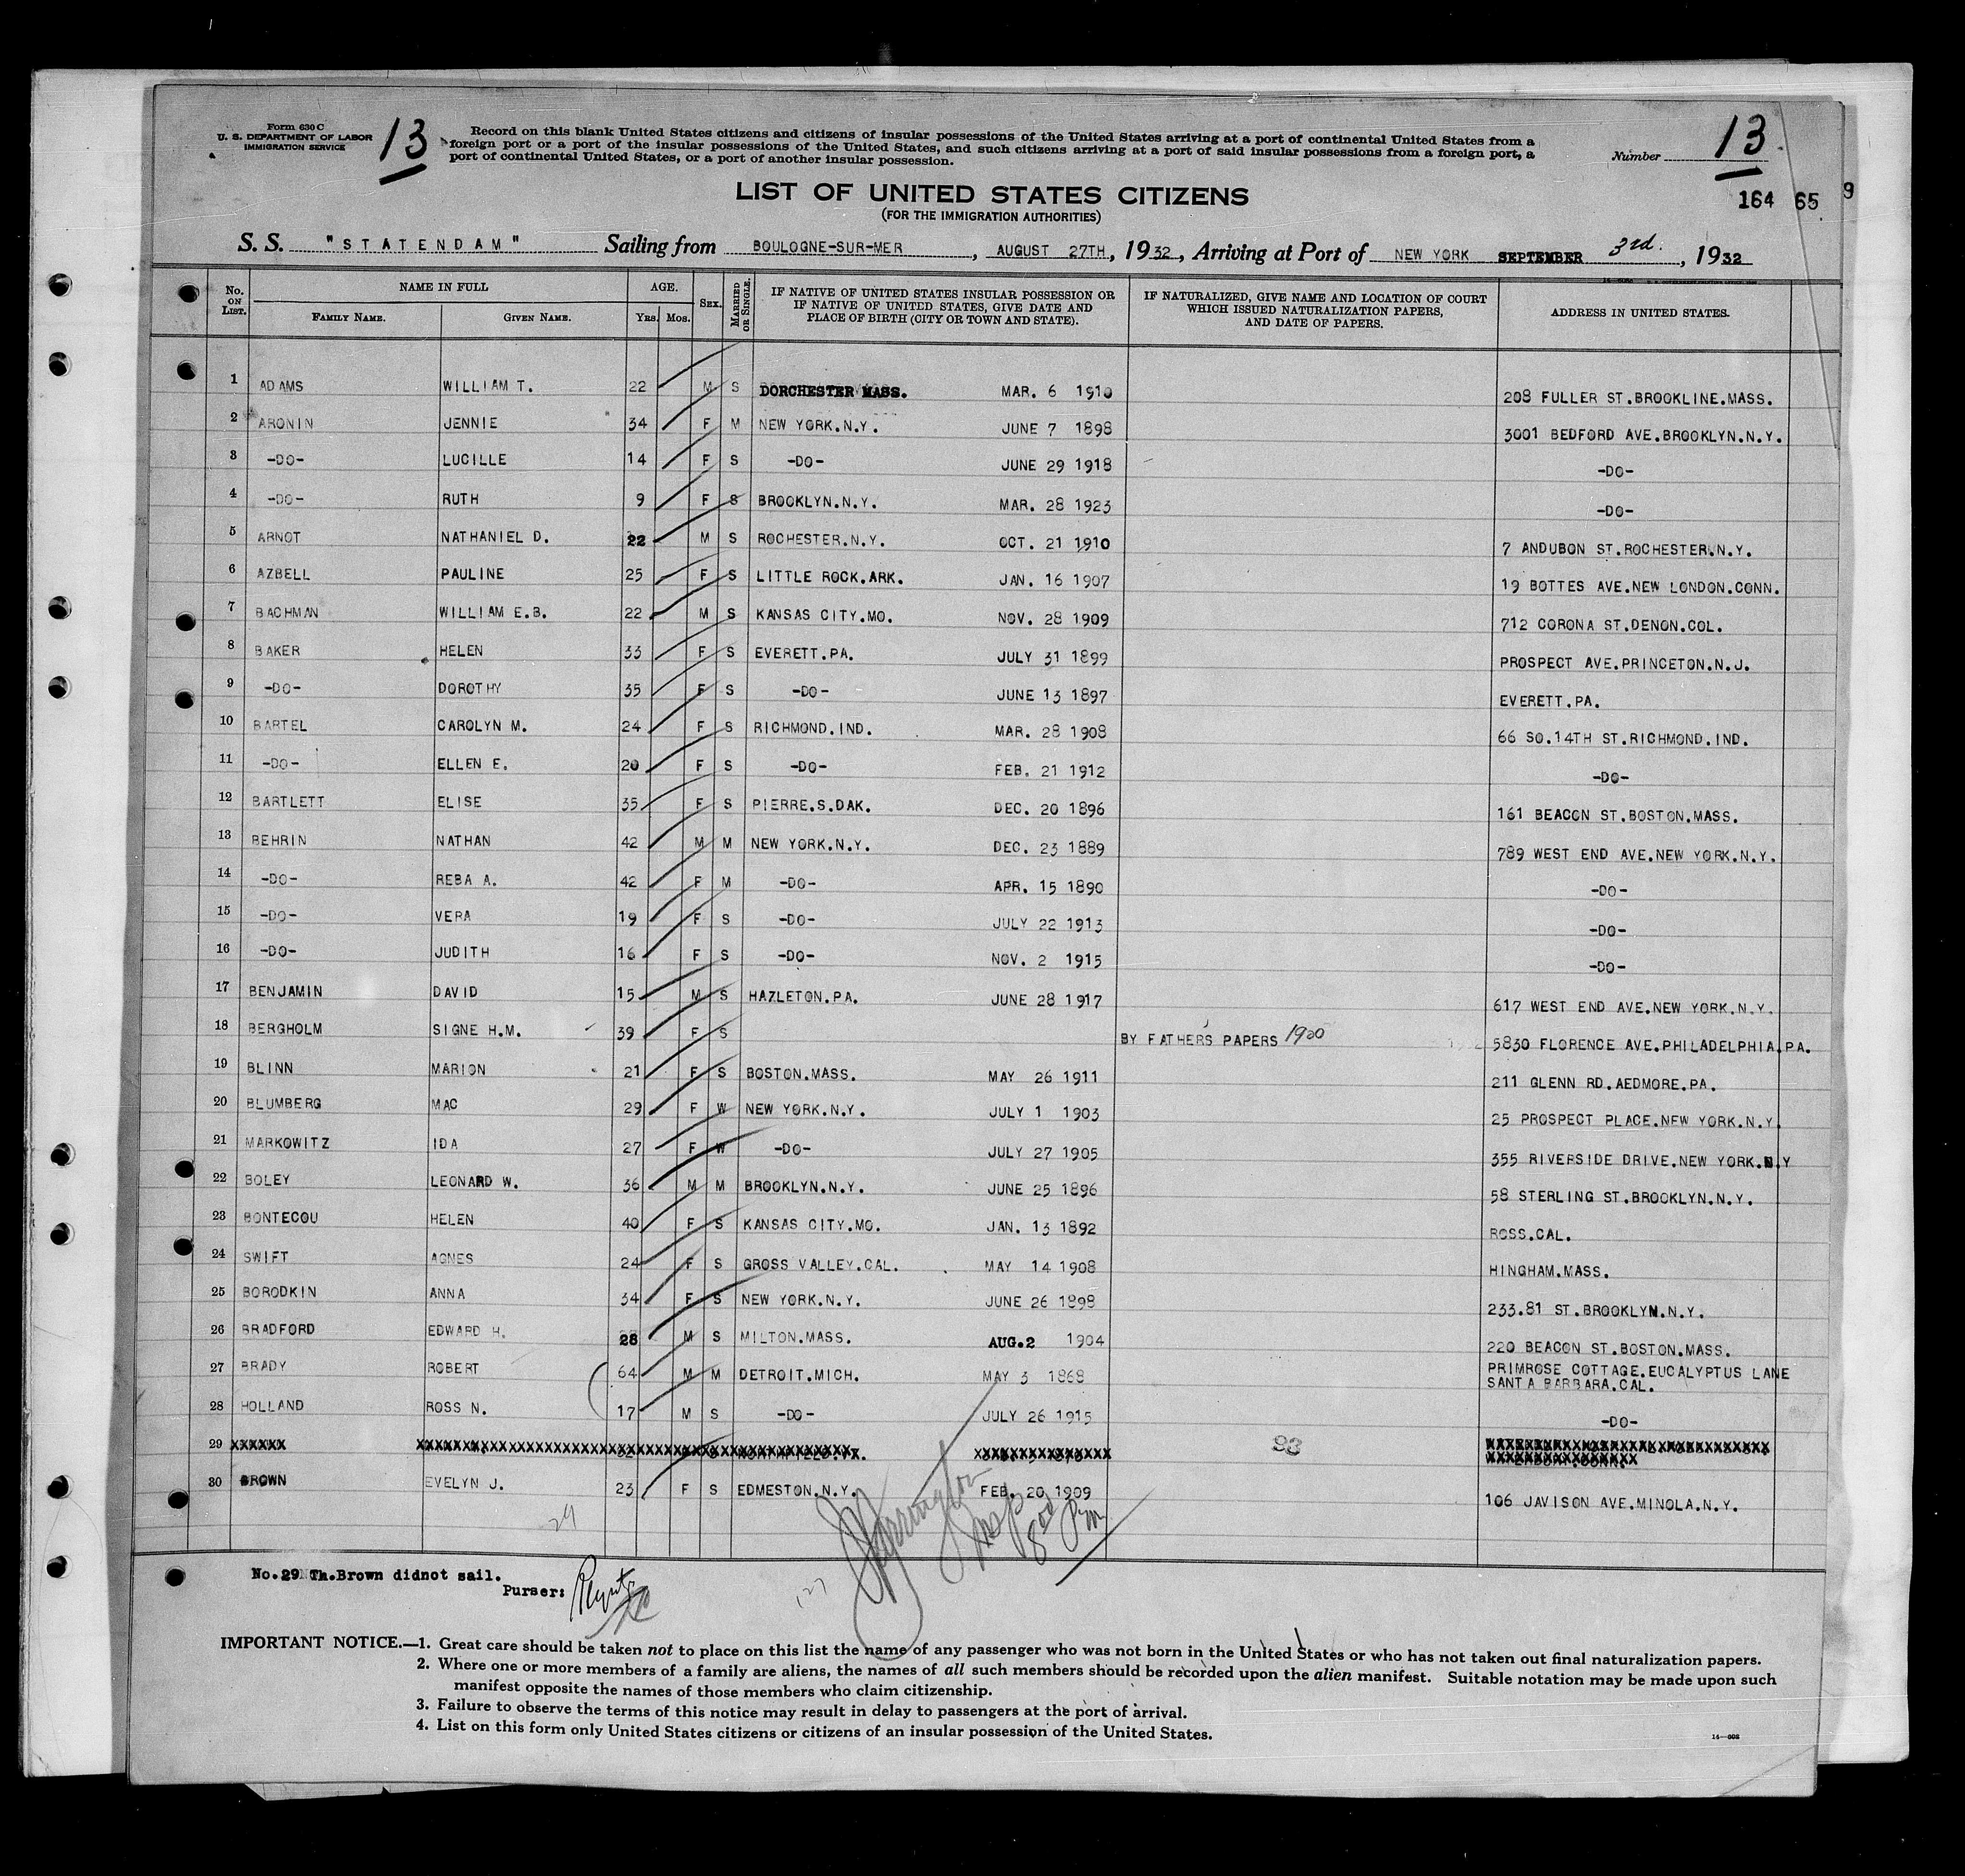 Form 630 C
U. S. DEPARTMENT OF LABOR
IMMIGRATION SERVICE
13
Record on this blank United States citizens and citizens of insular possessions of the United States arriving at a port of continental United States from a
foreign port or a port of the insular possessions of the United States, and such citizens arriving at a port of said insular possessions from a foreign port, a
port of continental United States, or a port of another insular possession.
Number 13
LIST OF UNITED STATES CITIZENS
(FOR THE IMMIGRATION AUTHORITIES)
164 65 9
S. S. "STATENDAM" Sailing from BOULOGNE-SUR-MER, AUGUST 27TH, 1932, Arriving at Port of NEW YORK SEPTEMBER 3rd., 1932
No. ON LIST. NAME IN FULL FAMILY NAME. GIVEN NAME. AGE. Yrs. Mos. SEX. MARRIED OR SINGLE. IF NATIVE OF UNITED STATES INSULAR POSSESSION OR IF NATIVE OF UNITED STATES, GIVE DATE AND PLACE OF BIRTH (CITY OR TOWN AND STATE). IF NATURALIZED, GIVE NAME AND LOCATION OF COURT WHICH ISSUED NATURALIZATION PAPERS, AND DATE OF PAPERS. ADDRESS IN UNITED STATES.
1 ADAMS WILLIAM T. 22 M S DORCHESTER MASS. MAR. 6 1910 208 FULLER ST.BROOKLINE.MASS.
2 ARONIN JENNIE 34 F M NEW YORK.N.Y. JUNE 7 1898 3001 BEDFORD AVE.BROOKLYN.N.Y.
3 -DO- LUCILLE 14 F S -DO- JUNE 29 1918 -DO-
4 -DO- RUTH 9 F S BROOKLYN.N.Y. MAR. 28 1923 -DO-
5 ARNOT NATHANIEL D. 22 M S ROCHESTER.N.Y. OCT. 21 1910 7 ANDUBON ST.ROCHESTER.N.Y.
6 AZBELL PAULINE 25 F S LITTLE ROCK.ARK. JAN. 16 1907 19 BOTTES AVE.NEW LONDON.CONN.
7 BACHMAN WILLIAM E.B. 22 M S KANSAS CITY.MO. NOV. 28 1909 712 CORONA ST.DENON.COL.
8 BAKER HELEN 33 F S EVERETT.PA. JULY 31 1899 PROSPECT AVE.PRINCETON.N.J.
9 -DO- DOROTHY 35 F S -DO- JUNE 13 1897 EVERETT.PA.
10 BARTEL CAROLYN M. 24 F S RICHMOND.IND. MAR. 28 1908 66 SO.14TH ST.RICHMOND.IND.
11 -DO- ELLEN E. 20 F S -DO- FEB. 21 1912 -DO-
12 BARTLETT ELISE 35 F S PIERRE.S.DAK. DEC. 20 1896 161 BEACON ST.BOSTON.MASS.
13 BEHRIN NATHAN 42 M M NEW YORK.N.Y. DEC. 23 1889 789 WEST END AVE.NEW YORK.N.Y.
14 -DO- REBA A. 42 F M -DO- APR. 15 1890 -DO-
15 -DO- VERA 19 F S -DO- JULY 22 1913 -DO-
16 -DO- JUDITH 16 F S -DO- NOV. 2 1915 -DO-
17 BENJAMIN DAVID 15 M S HAZLETON.PA. JUNE 28 1917 617 WEST END AVE.NEW YORK.N.Y.
18 BERGHOLM SIGNE H.M. 39 F S BY FATHER'S PAPERS 1920 5830 FLORENCE AVE.PHILADELPHIA.PA.
19 BLINN MARION 21 F S BOSTON.MASS. MAY 26 1911 211 GLENN RD.AEDMORE.PA.
20 BLUMBERG MAC 29 F W NEW YORK.N.Y. JULY 1 1903 25 PROSPECT PLACE.NEW YORK.N.Y.
21 MARKOWITZ IDA 27 F W -DO- JULY 27 1905 355 RIVERSIDE DRIVE.NEW YORK.N.Y
22 BOLEY LEONARD W. 36 M M BROOKLYN.N.Y. JUNE 25 1896 58 STERLING ST.BROOKLYN.N.Y.
23 BONTECOU HELEN 40 F S KANSAS CITY.MO. JAN. 13 1892 ROSS.CAL.
24 SWIFT AGNES 24 F S GROSS VALLEY.CAL. MAY 14 1908 HINGHAM.MASS.
25 BORODKIN ANNA 34 F S NEW YORK.N.Y. JUNE 26 1898 233.81 ST.BROOKLYN.N.Y.
26 BRADFORD EDWARD H. 28 M S MILTON.MASS. AUG.2 1904 220 BEACON ST.BOSTON.MASS.
27 BRADY ROBERT 64 M M DETROIT.MICH. MAY 3 1868 PRIMROSE COTTAGE.EUCALYPTUS LANE
SANTA BARBARA.CAL.
28 HOLLAND ROSS N. 17 M S -DO- JULY 26 1915 -DO-
29 93
30 BROWN EVELYN J. 23 F S EDMESTON.N.Y. FEB. 20 1909 106 JAVISON AVE.MINOLA.N.Y.
29
No.29 Th.Brown didnot sail.
Purser:
IMPORTANT NOTICE.—1. Great care should be taken not to place on this list the name of any passenger who was not born in the United States or who has not taken out final naturalization papers.
2. Where one or more members of a family are aliens, the names of all such members should be recorded upon the alien manifest. Suitable notation may be made upon such
manifest opposite the names of those members who claim citizenship.
3. Failure to observe the terms of this notice may result in delay to passengers at the port of arrival.
4. List on this form only United States citizens or citizens of an insular possession of the United States.